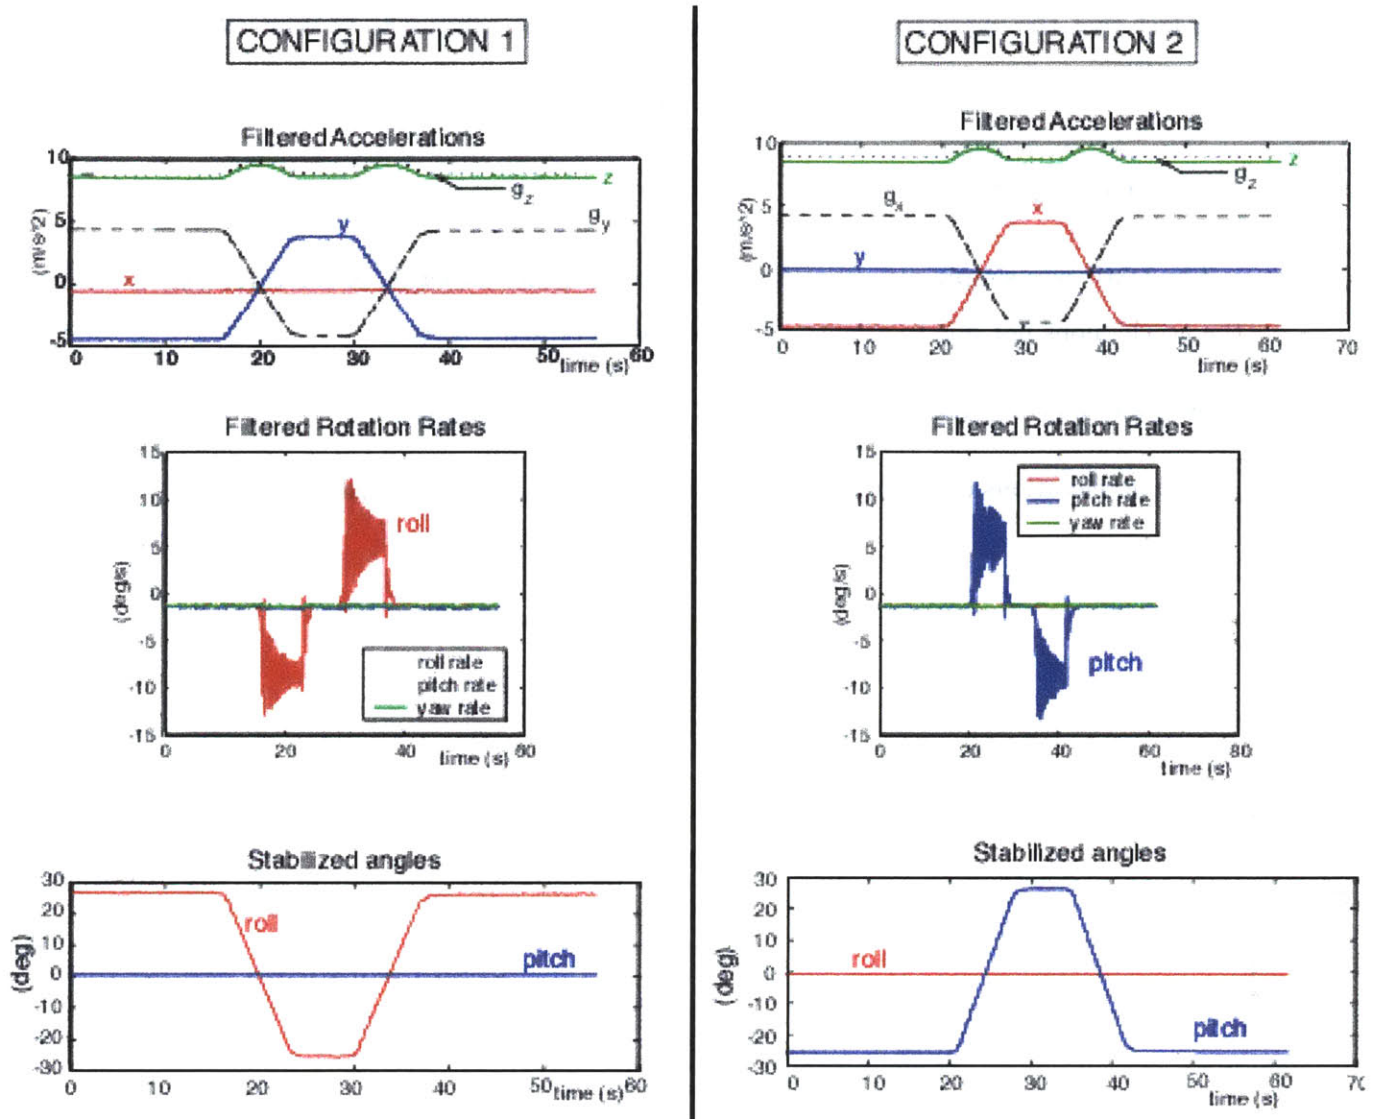 CONFIGURATION 1
Filtered Accelerations
10
5
0
-5
(m/s^2)
z
g_z
g_y
y
x
0 10 20 30 40 50 60
time (s)
Filtered Rotation Rates
15
10
5
0
-5
-10
-15
(deg/s)
roll
roll rate
pitch rate
yaw rate
0 20 40 60
time (s)
Stabilized angles
30
20
10
0
-10
-20
-30
(deg)
roll
pitch
0 10 20 30 40 50 60
time (s)
CONFIGURATION 2
Filtered Accelerations
10
5
0
-5
(m/s^2)
z
g_z
g_x
x
y
0 10 20 30 40 50 60 70
time (s)
Filtered Rotation Rates
15
10
5
0
-5
-10
-15
(deg/s)
roll rate
pitch rate
yaw rate
pitch
0 20 40 60 80
time (s)
Stabilized angles
30
20
10
0
-10
-20
-30
(deg)
roll
pitch
0 10 20 30 40 50 60
time (s)